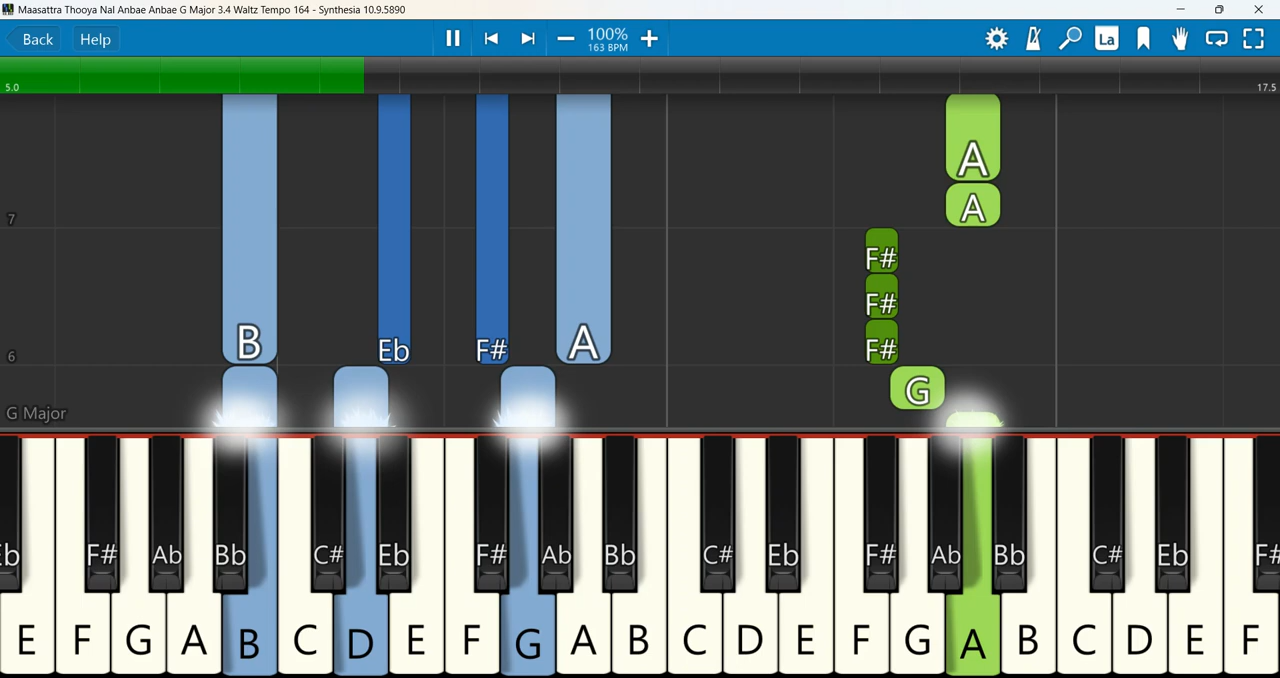 Maasattra Thooya Nal Anbae Anbae G Major 3.4 Waltz Tempo 164 - Synthesia 10.9.5890
Back Help 100% La
163 BPM
5.0 17.5
A
7 A
F#
F#
6 B Eb F# A F#
G Major G
Eb F# Ab Bb C# Eb F# Ab Bb C# Eb F# Ab Bb C# Eb F#
E F G A B C D E F G A B C D E F G A B C D E F